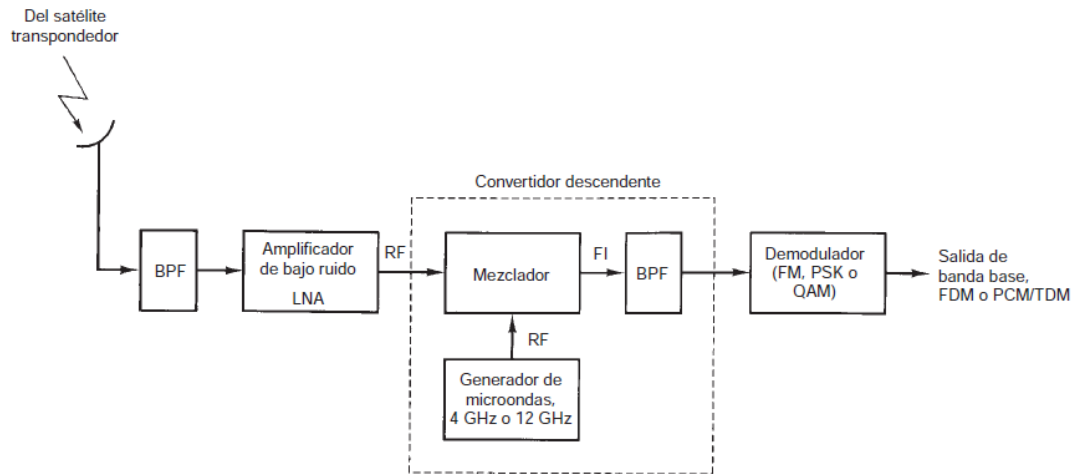 Del satélite
transpondedor
Convertidor descendente
BPF
Amplificador
de bajo ruido
LNA
RF
Mezclador
FI
BPF
Demodulador
(FM, PSK o
QAM)
Salida de
banda base,
FDM o PCM/TDM
RF
Generador de
microondas,
4 GHz o 12 GHz